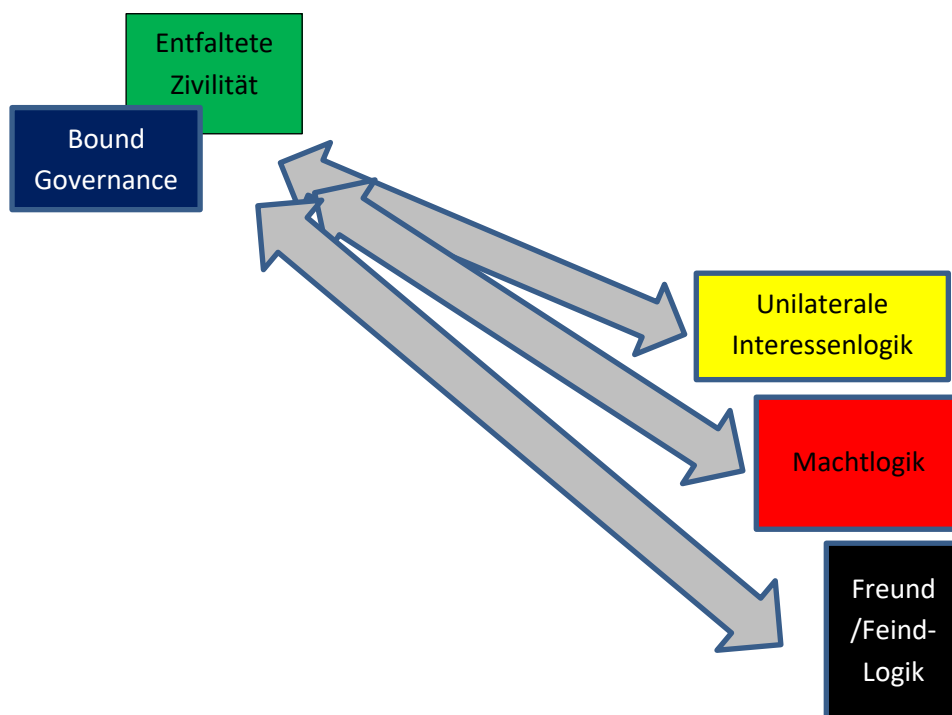 Entfaltete
Zivilität
Bound
Governance
Unilaterale
Interessenlogik
Machtlogik
Freund
/Feind-
Logik